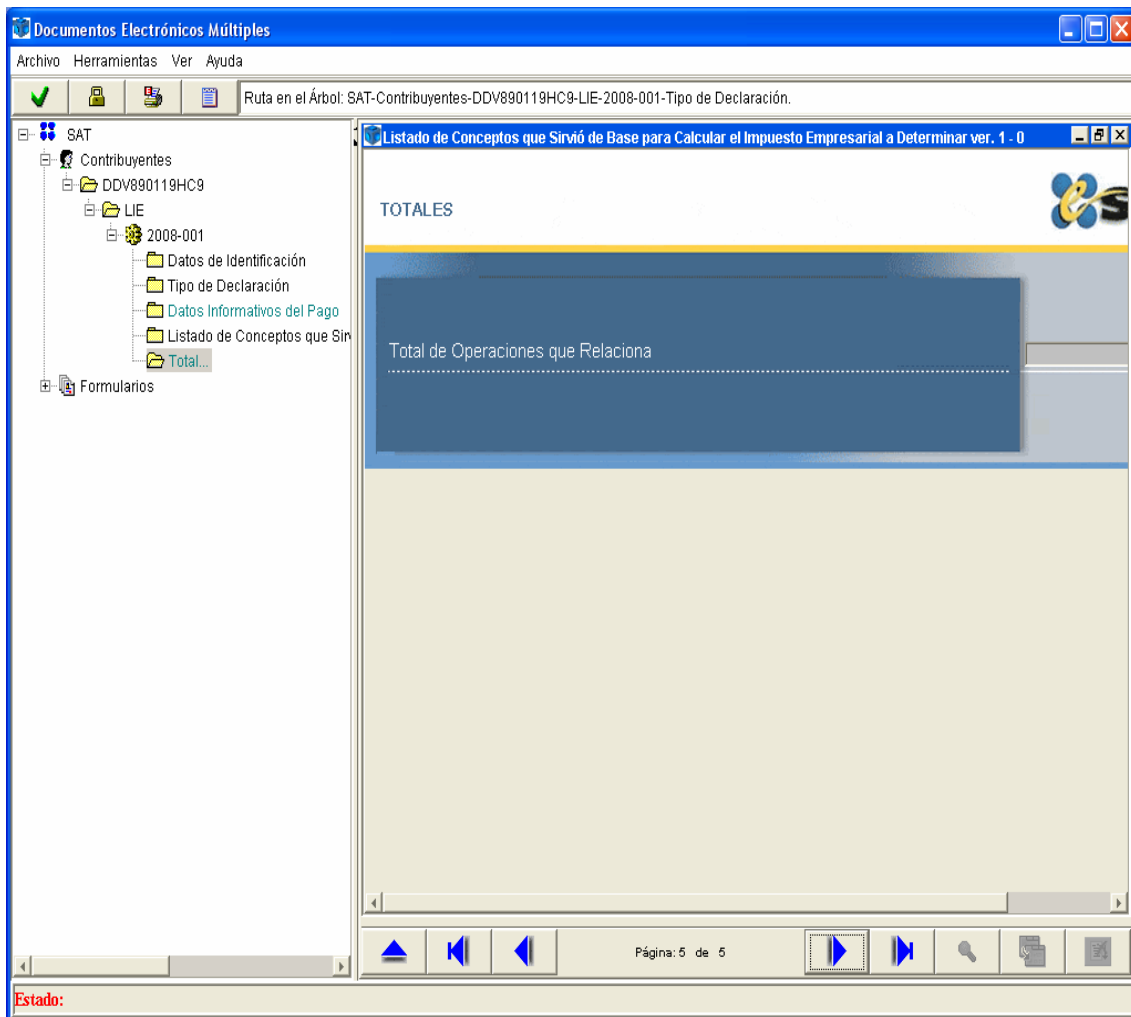 Documentos Electrónicos Múltiples
Archivo Herramientas Ver Ayuda
Ruta en el Árbol: SAT-Contribuyentes-DDV890119HC9-LIE-2008-001-Tipo de Declaración.
SAT
Contribuyentes
DDV890119HC9
LIE
2008-001
Datos de Identificación
Tipo de Declaración
Datos Informativos del Pago
Listado de Conceptos que Sirv
Total...
Formularios
Listado de Conceptos que Sirvió de Base para Calcular el Impuesto Empresarial a Determinar ver. 1 - 0
TOTALES
Total de Operaciones que Relaciona
Página: 5 de 5
Estado: